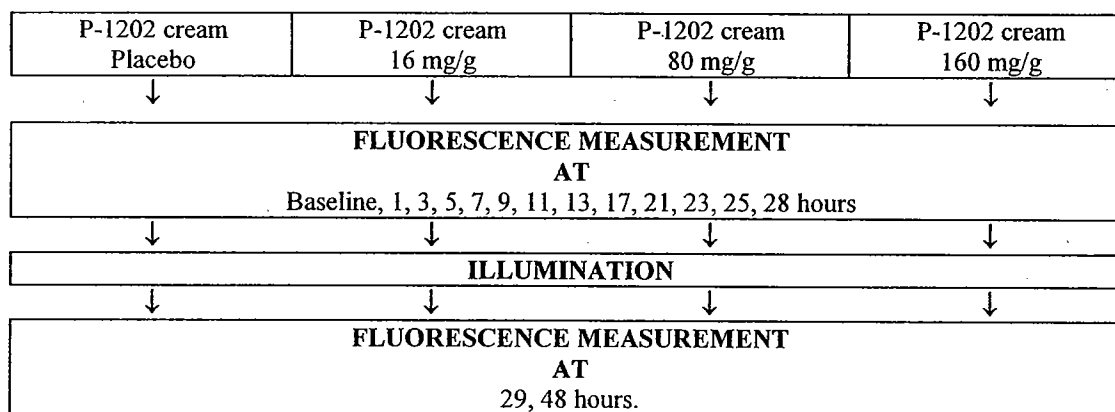 P-1202 cream P-1202 cream P-1202 cream P-1202 cream
Placebo 16 mg/g 80 mg/g 160 mg/g
↓ ↓ ↓ ↓
FLUORESCENCE MEASUREMENT
AT
Baseline, 1, 3, 5, 7, 9, 11, 13, 17, 21, 23, 25, 28 hours
↓ ↓ ↓ ↓
ILLUMINATION
↓ ↓ ↓ ↓
FLUORESCENCE MEASUREMENT
AT
29, 48 hours.